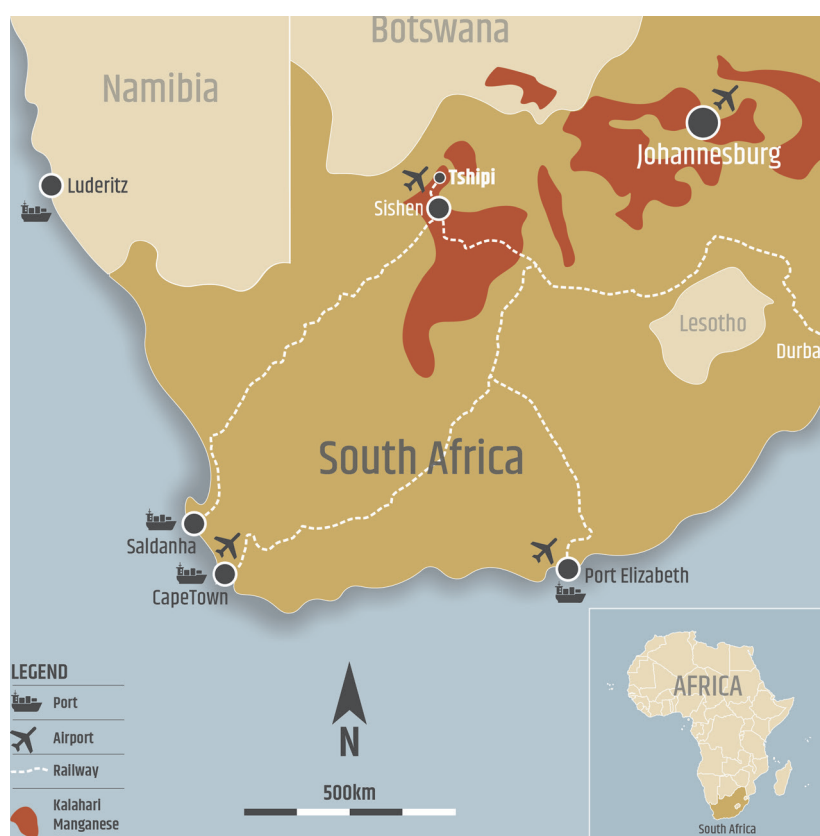 Botswana
Namibia
Johannesburg
Luderitz
Tshipi
Sishen
Lesotho
Durba
South Africa
Saldanha
CapeTown
Port Elizabeth
LEGEND
Port
Airport
Railway
Kalahari
Manganese
N
500km
AFRICA
South Africa